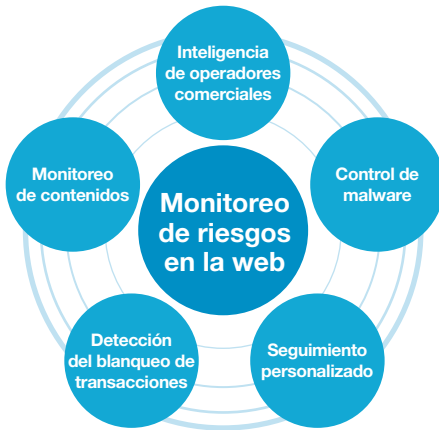 Inteligencia
de operadores
comerciales
Monitoreo
de contenidos
Control de
malware
Monitoreo
de riesgos
en la web
Detección
del blanqueo de
transacciones
Seguimiento
personalizado